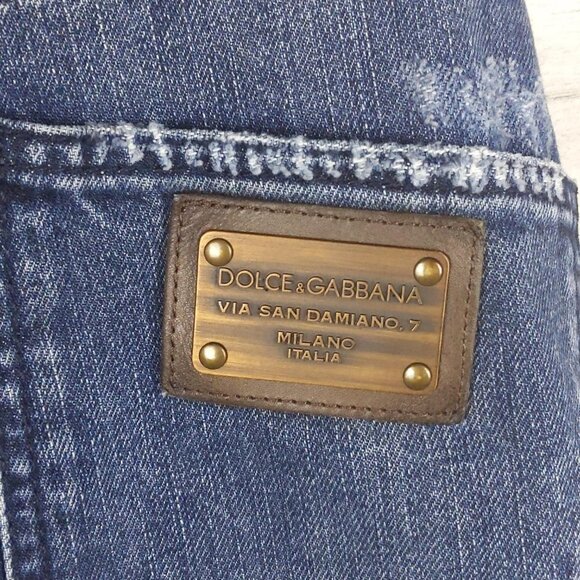 DOLCE&GABBANA
VIA SAN DAMIANO, 7
MILANO
ITALIA